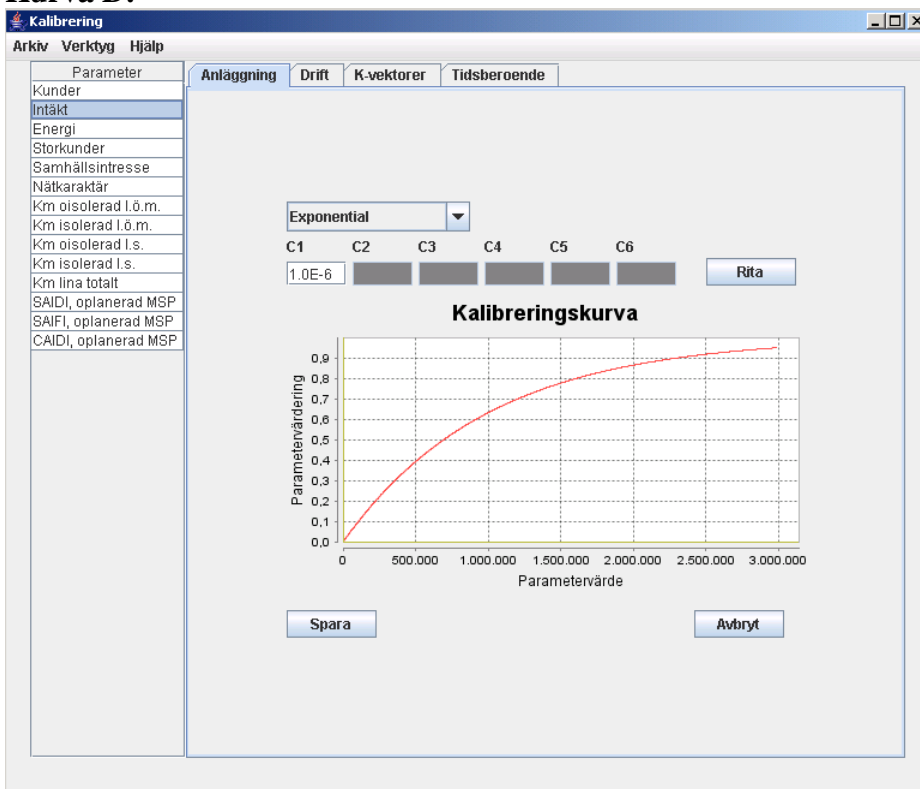 Kalibrering
Arkiv Verktyg Hjälp
Parameter
Kunder
Intäkt
Energi
Storkunder
Samhällsintresse
Nätkaraktär
Km oisolerad l.ö.m.
Km isolerad l.ö.m.
Km oisolerad l.s.
Km isolerad l.s.
Km lina totalt
SAIDI, oplanerad MSP
SAIFI, oplanerad MSP
CAIDI, oplanerad MSP
Anläggning Drift K-vektorer Tidsberoende
Exponential
C1 C2 C3 C4 C5 C6
1.0E-6
Rita
Kalibreringskurva
Parametervärdering
0,9
0,8
0,7
0,6
0,5
0,4
0,3
0,2
0,1
0,0
0 500.000 1.000.000 1.500.000 2.000.000 2.500.000 3.000.000
Parametervärde
Spara Avbryt